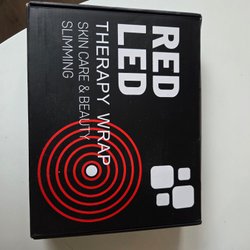 RED
LED
THERAPY WRAP
SKIN CARE & BEAUTY
SLIMMING